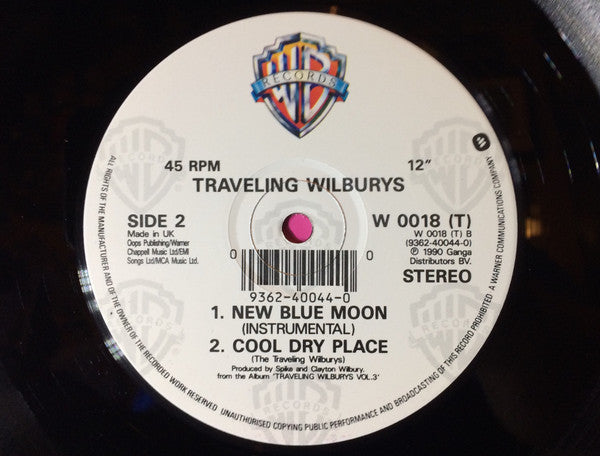 RECORDS
45 RPM
12"
TRAVELING WILBURYS
SIDE 2
Made in UK
Oops Publishing/Warner
Chappell Music Ltd/EMI
Songs Ltd/MCA Music Ltd.
W 0018 (T)
W 0018 (T) B
(9362-40044-0)
℗ 1990 Ganga
Distributors BV.
STEREO
0
0
9362-40044-0
1. NEW BLUE MOON
(INSTRUMENTAL)
2. COOL DRY PLACE
(The Traveling Wilburys)
Produced by Spike and Clayton Wilbury.
from the Album 'TRAVELING WILBURYS VOL.3'
ALL RIGHTS OF THE MANUFACTURER AND OF THE OWNER OF THE RECORDED WORK RESERVED. UNAUTHORISED COPYING PUBLIC PERFORMANCE AND BROADCASTING OF THIS RECORD PROHIBITED. A WARNER COMMUNICATIONS COMPANY